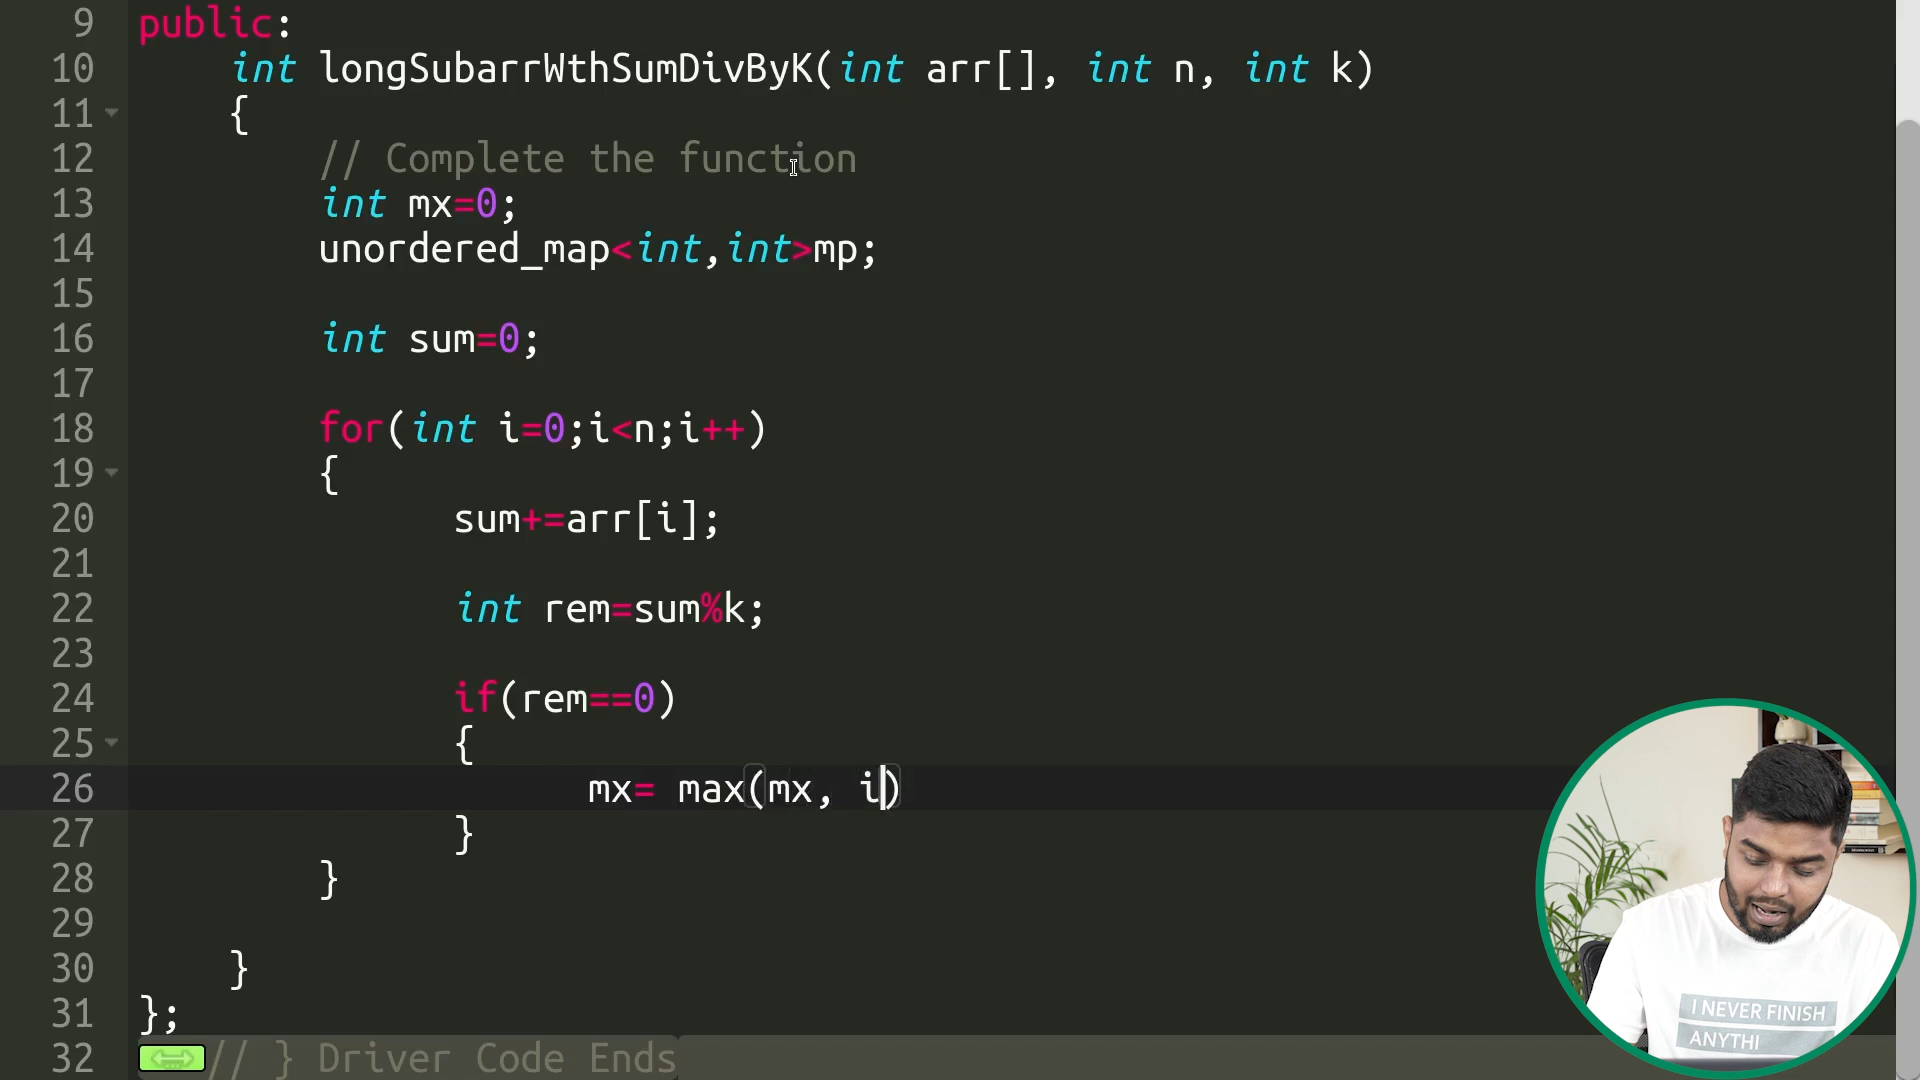 9 public:
10 int longSubarrWthSumDivByK(int arr[], int n, int k)
11 {
12 // Complete the function
13 int mx=0;
14 unordered_map<int,int>mp;
15
16 int sum=0;
17
18 for(int i=0;i<n;i++)
19 {
20 sum+=arr[i];
21
22 int rem=sum%k;
23
24 if(rem==0)
25 {
26 mx= max(mx, i)
27 }
28 }
29
30 }
31 };
32 // } Driver Code Ends
I NEVER FINISH
ANYTHI